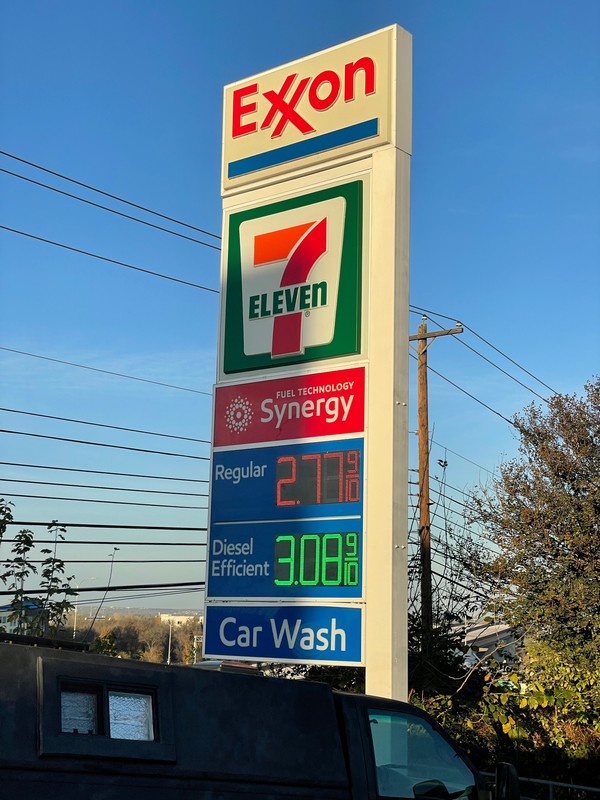 Exxon
7
ELEVEN®
FUEL TECHNOLOGY
Synergy
Regular 2.77 9/10
Diesel
Efficient 3.08 9/10
Car Wash